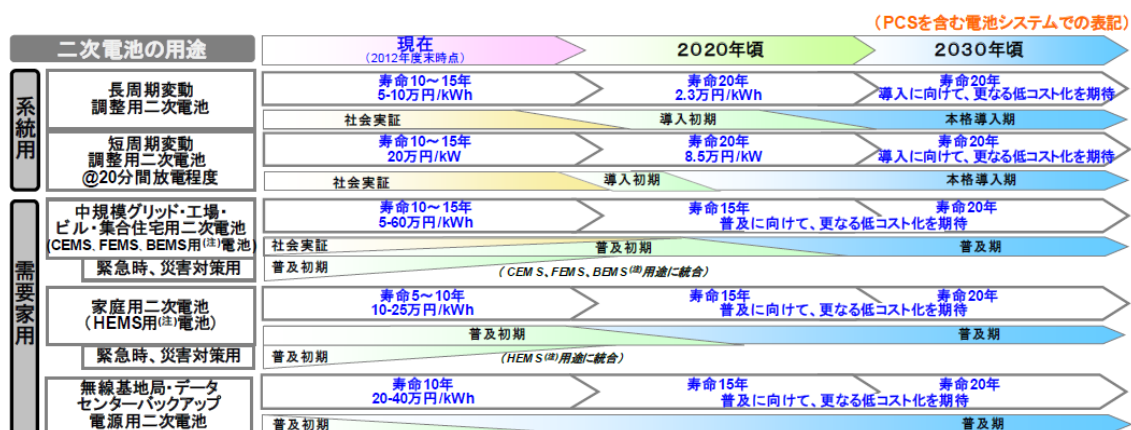 (PCSを含む電池システムでの表記)
二次電池の用途
現在
(2012年度末時点)
2020年頃
2030年頃
系統用
長周期変動
調整用二次電池
寿命10～15年
5-10万円/kWh
寿命20年
2.3万円/kWh
寿命20年
導入に向けて、更なる低コスト化を期待
社会実証
導入初期
本格導入期
短周期変動
調整用二次電池
@20分間放電程度
寿命10～15年
20万円/kW
寿命20年
8.5万円/kW
寿命20年
導入に向けて、更なる低コスト化を期待
社会実証
導入初期
本格導入期
需要家用
中規模グリッド・工場・
ビル・集合住宅用二次電池
(CEMS、FEMS、BEMS用(注)電池)
寿命10～15年
5-60万円/kWh
寿命15年
寿命20年
普及に向けて、更なる低コスト化を期待
社会実証
普及初期
普及期
緊急時、災害対策用
普及初期
(CEMS、FEMS、BEMS(注)用途に統合)
家庭用二次電池
(HEMS用(注)電池)
寿命5～10年
10-25万円/kWh
寿命15年
寿命20年
普及に向けて、更なる低コスト化を期待
普及初期
普及期
緊急時、災害対策用
普及初期
(HEMS(注)用途に統合)
無線基地局・データ
センターバックアップ
電源用二次電池
寿命10年
20-40万円/kWh
寿命15年
寿命20年
普及に向けて、更なる低コスト化を期待
普及初期
普及期